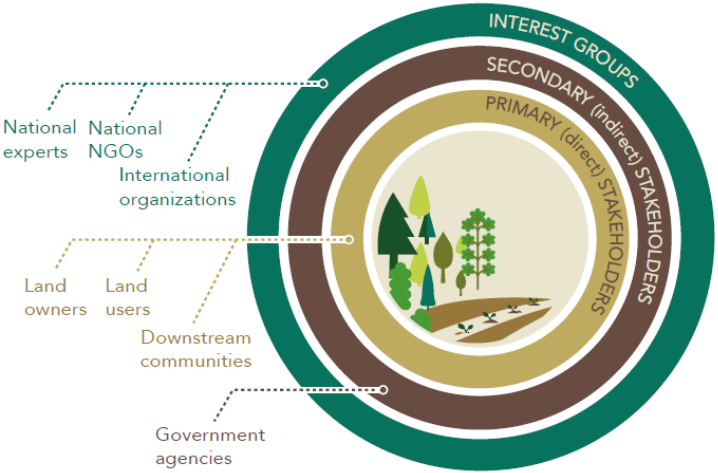 INTEREST GROUPS
SECONDARY (indirect) STAKEHOLDERS
PRIMARY (direct) STAKEHOLDERS
National
experts
National
NGOs
International
organizations
Land
owners
Land
users
Downstream
communities
Government
agencies